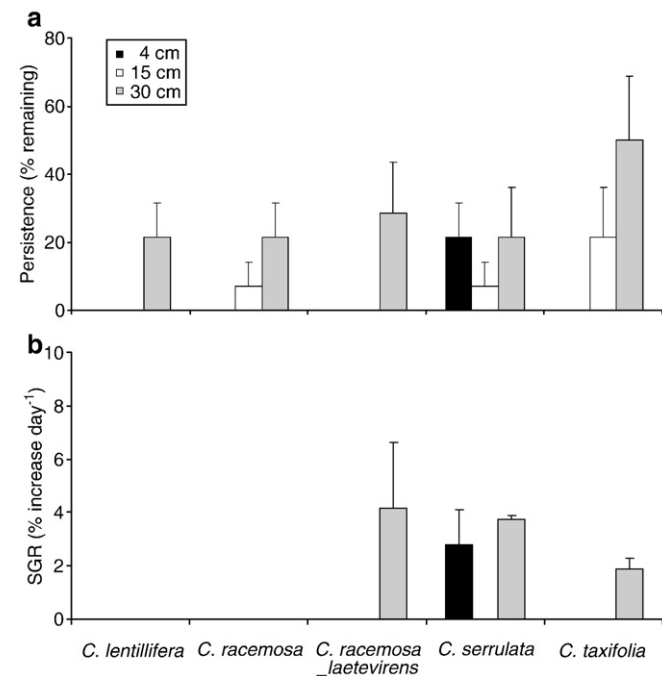 a
80
4 cm
15 cm
30 cm
60
40
20
0
Persistence (% remaining)
b
10
8
6
4
2
0
SGR (% increase day-1)
C. lentillifera C. racemosa C. racemosa C. serrulata C. taxifolia
_laetevirens